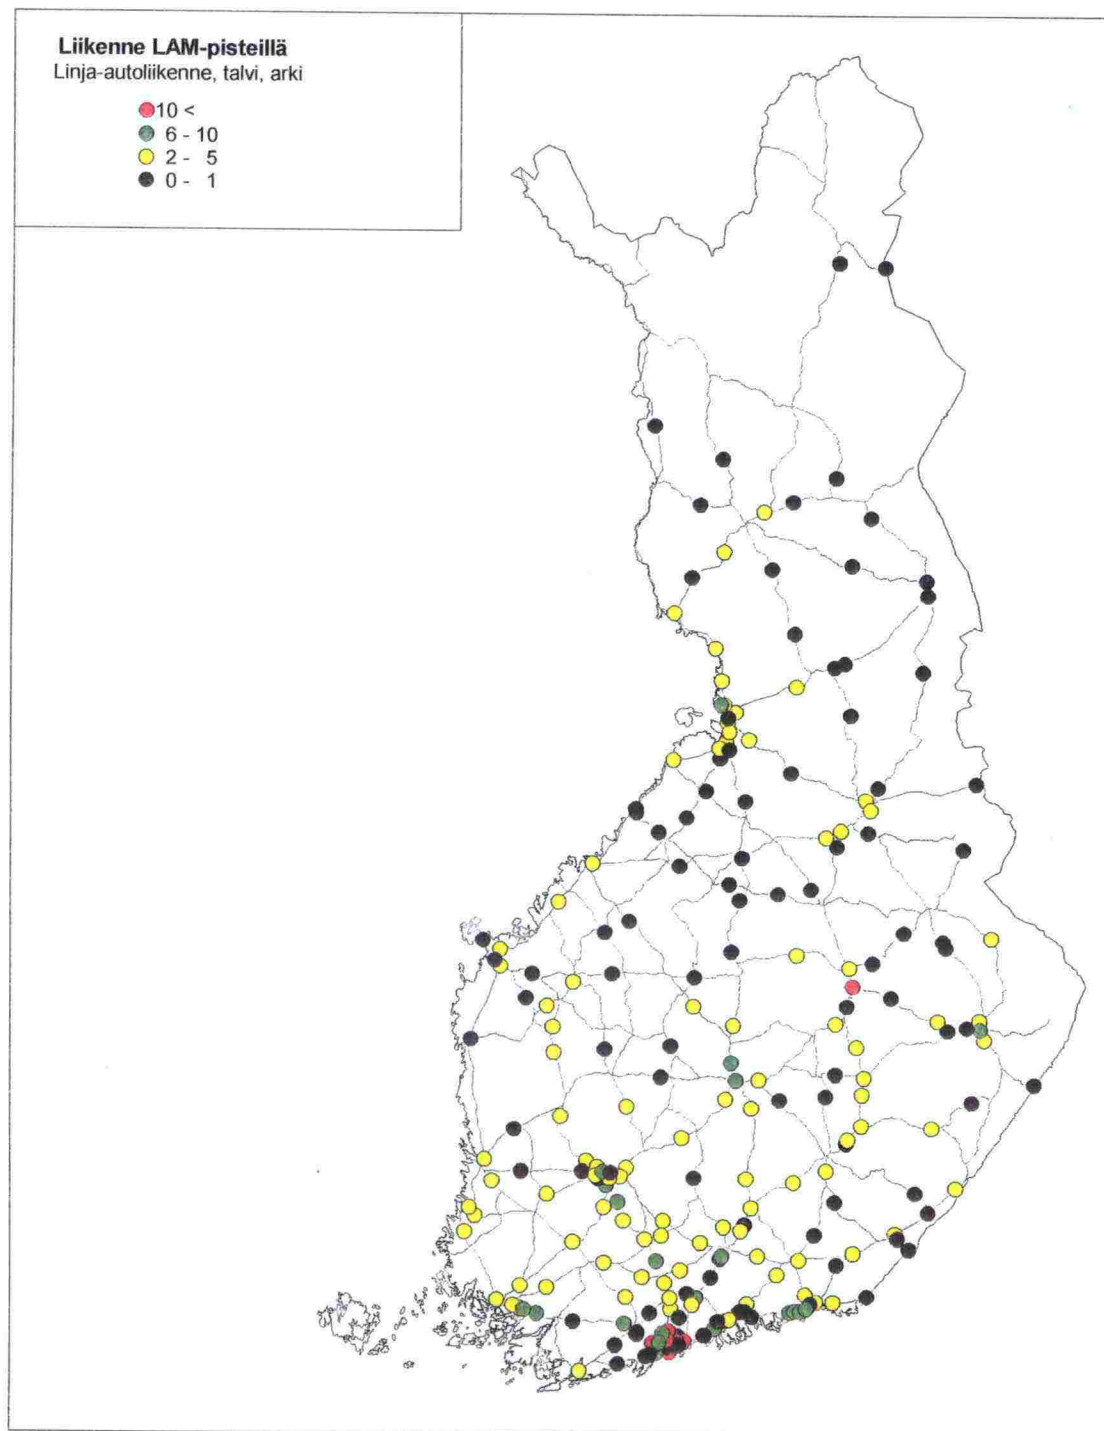 Liikenne LAM-pisteillä
Linja-autoliikenne, talvi, arki
10 <
6 - 10
2 - 5
0 - 1